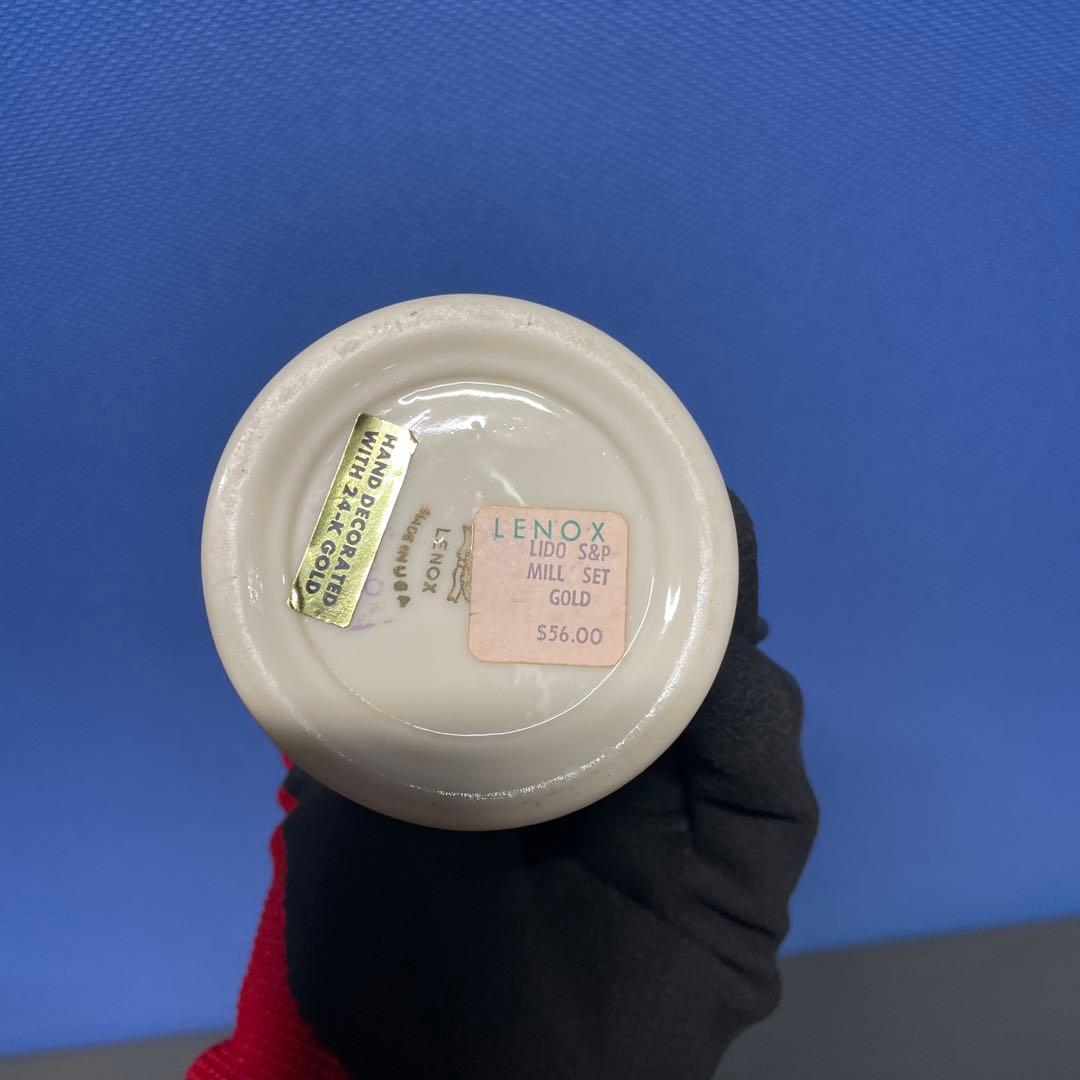 HAND DECORATED
WITH 24-K GOLD
LENOX
MADE IN USA
LENOX
LIDO S&P
MILL SET
GOLD
$56.00